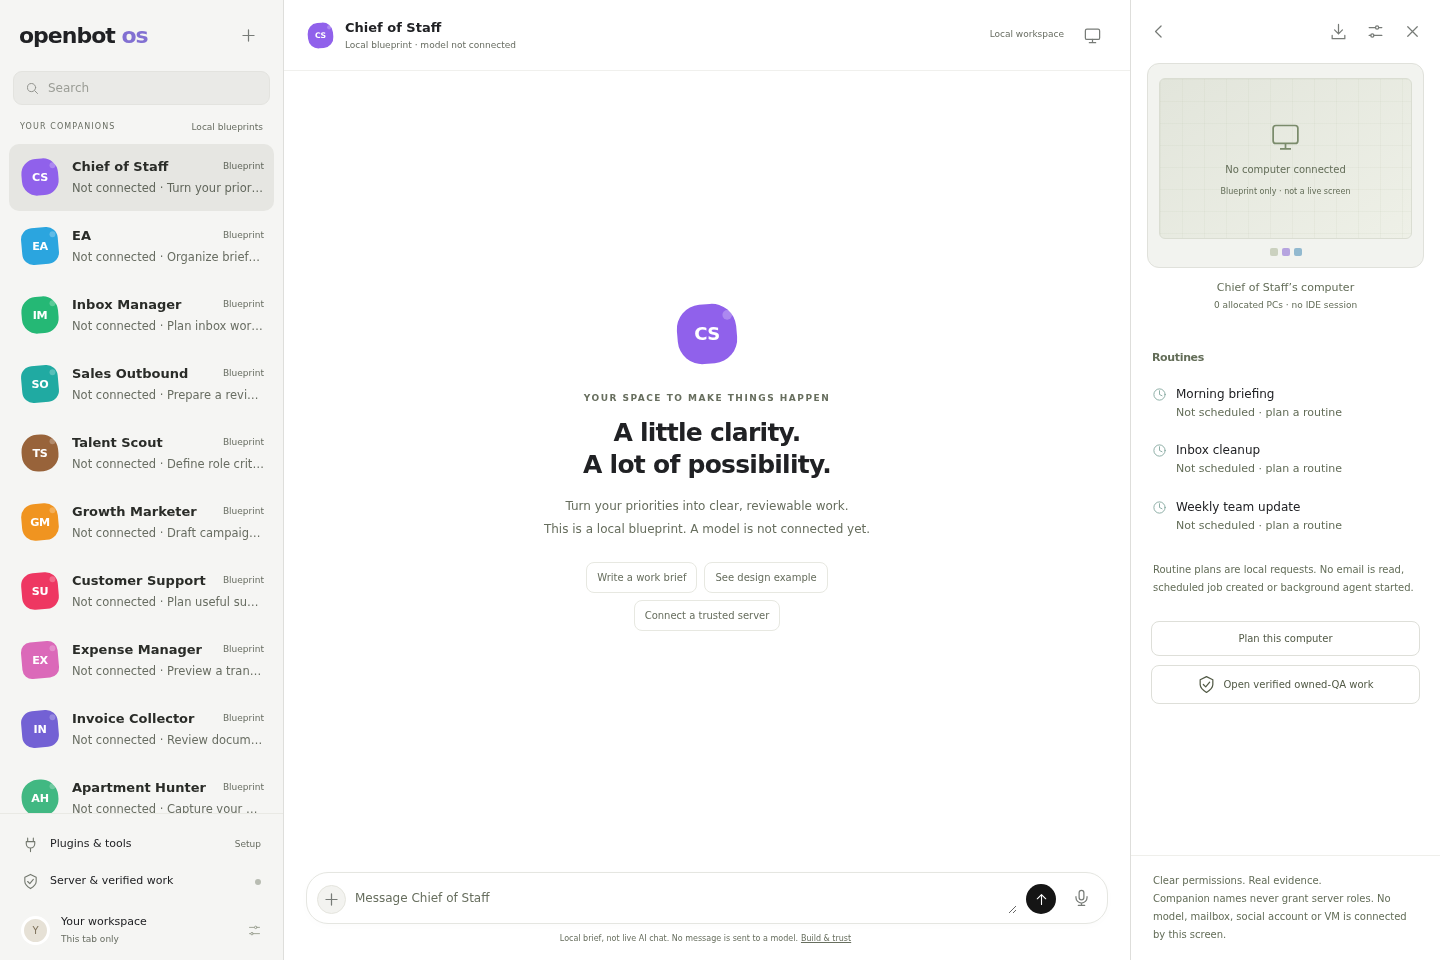 openbot os
Search
YOUR COMPANIONS
Local blueprints
CS
Chief of Staff
Blueprint
Not connected · Turn your prior…
EA
EA
Blueprint
Not connected · Organize brief…
IM
Inbox Manager
Blueprint
Not connected · Plan inbox wor…
SO
Sales Outbound
Blueprint
Not connected · Prepare a revi…
TS
Talent Scout
Blueprint
Not connected · Define role crit…
GM
Growth Marketer
Blueprint
Not connected · Draft campaig…
SU
Customer Support
Blueprint
Not connected · Plan useful su…
EX
Expense Manager
Blueprint
Not connected · Preview a tran…
IN
Invoice Collector
Blueprint
Not connected · Review docum…
AH
Apartment Hunter
Blueprint
Not connected · Capture your …
Plugins & tools
Setup
Server & verified work
Y
Your workspace
This tab only
CS
Chief of Staff
Local blueprint · model not connected
Local workspace
CS
YOUR SPACE TO MAKE THINGS HAPPEN
A little clarity.
A lot of possibility.
Turn your priorities into clear, reviewable work.
This is a local blueprint. A model is not connected yet.
Write a work brief
See design example
Connect a trusted server
Message Chief of Staff
Local brief, not live AI chat. No message is sent to a model. Build & trust
No computer connected
Blueprint only · not a live screen
Chief of Staff’s computer
0 allocated PCs · no IDE session
Routines
Morning briefing
Not scheduled · plan a routine
Inbox cleanup
Not scheduled · plan a routine
Weekly team update
Not scheduled · plan a routine
Routine plans are local requests. No email is read,
scheduled job created or background agent started.
Plan this computer
Open verified owned-QA work
Clear permissions. Real evidence.
Companion names never grant server roles. No
model, mailbox, social account or VM is connected
by this screen.